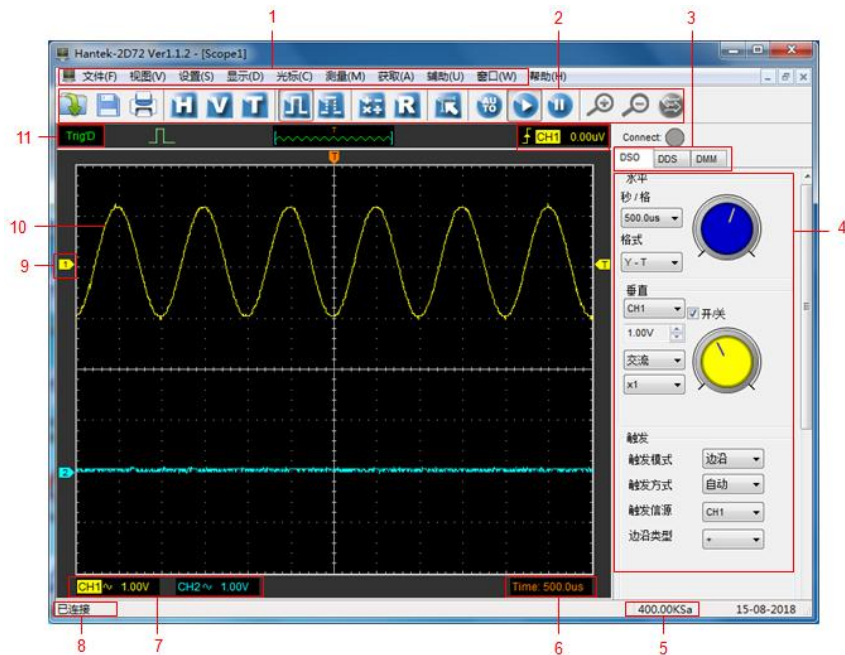 1
2
3
Hantek-2D72 Ver1.1.2 - [Scope1]
文件(F) 视图(V) 设置(S) 显示(D) 光标(C) 测量(M) 获取(A) 辅助(U) 窗口(W) 帮助(H)
H V T R
11
Trig'D
T
CH1 0.00uV
Connect:
DSO DDS DMM
T
水平
秒/格
500.0us
格式
Y - T
4
10
9
1
T
垂直
CH1
开/关
1.00V
交流
x1
触发
触发模式 边沿
触发方式 自动
触发信源 CH1
边沿类型 +
2
CH1 1.00V CH2 1.00V
Time: 500.0us
已连接
400.00KSa
15-08-2018
8
7
6
5